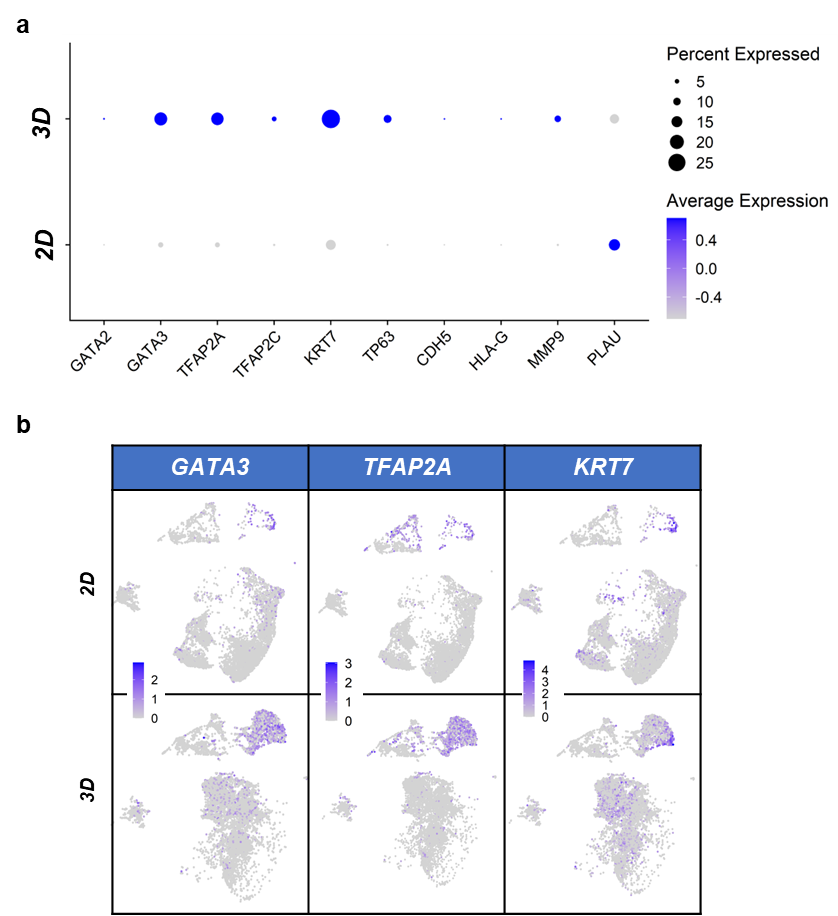 a
Percent Expressed
5
10
15
20
25
3D
2D
Average Expression
0.4
0.0
-0.4
GATA2
GATA3
TFAP2A
TFAP2C
KRT7
TP63
CDH5
HLA-G
MMP9
PLAU
b
GATA3 TFAP2A KRT7
2D
2
1
0
3
2
1
0
4
3
2
1
0
3D